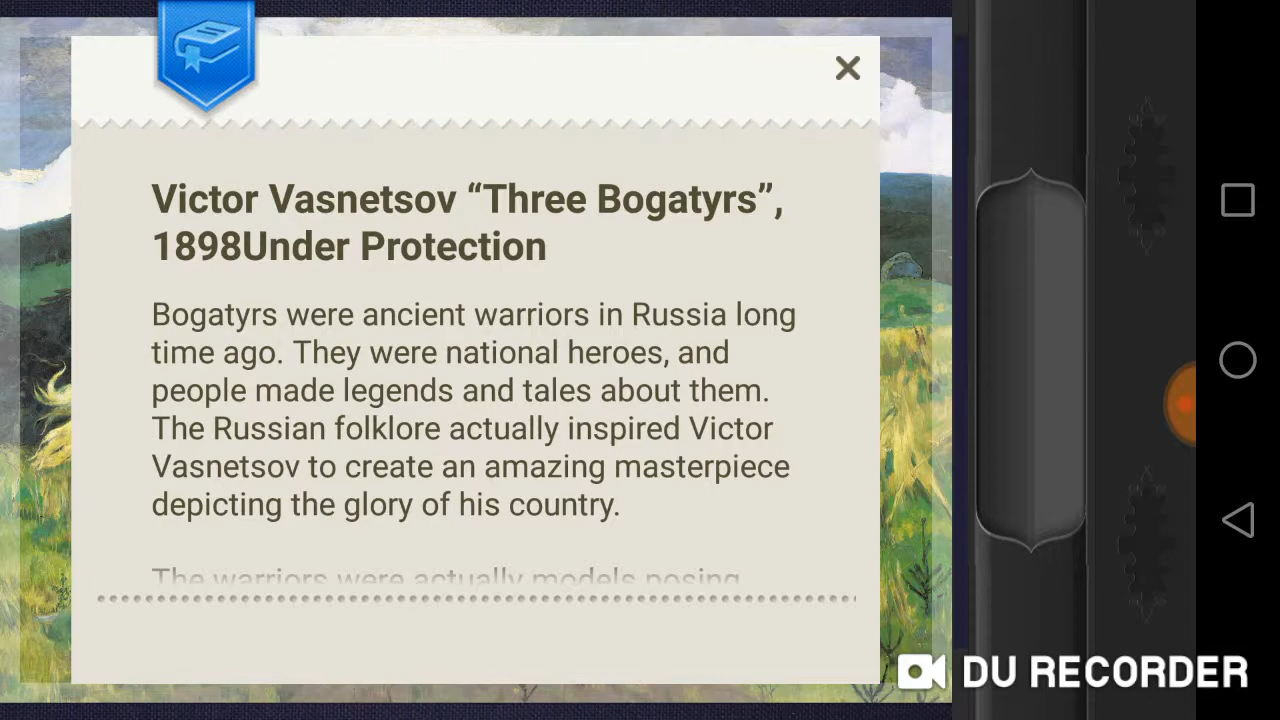 Victor Vasnetsov “Three Bogatyrs”,
1898Under Protection
Bogatyrs were ancient warriors in Russia long
time ago. They were national heroes, and
people made legends and tales about them.
The Russian folklore actually inspired Victor
Vasnetsov to create an amazing masterpiece
depicting the glory of his country.
The warriors were actually models posing
DU RECORDER